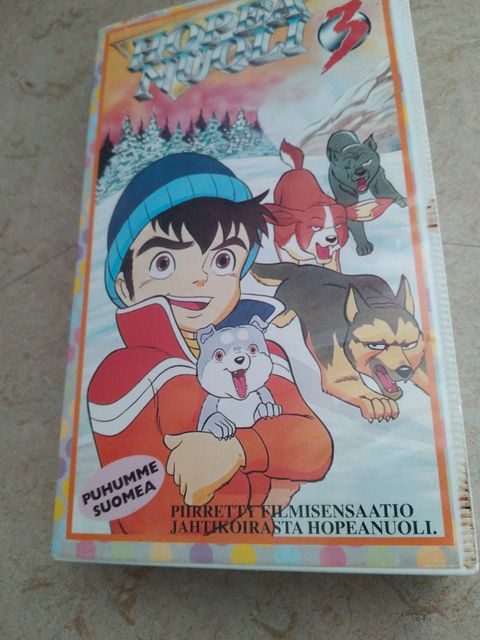 HOPEA
NUOLI 3
PUHUMME
SUOMEA
PIIRRETTY FILMISENSAATIO
JAHTIKOIRASTA HOPEANUOLI.